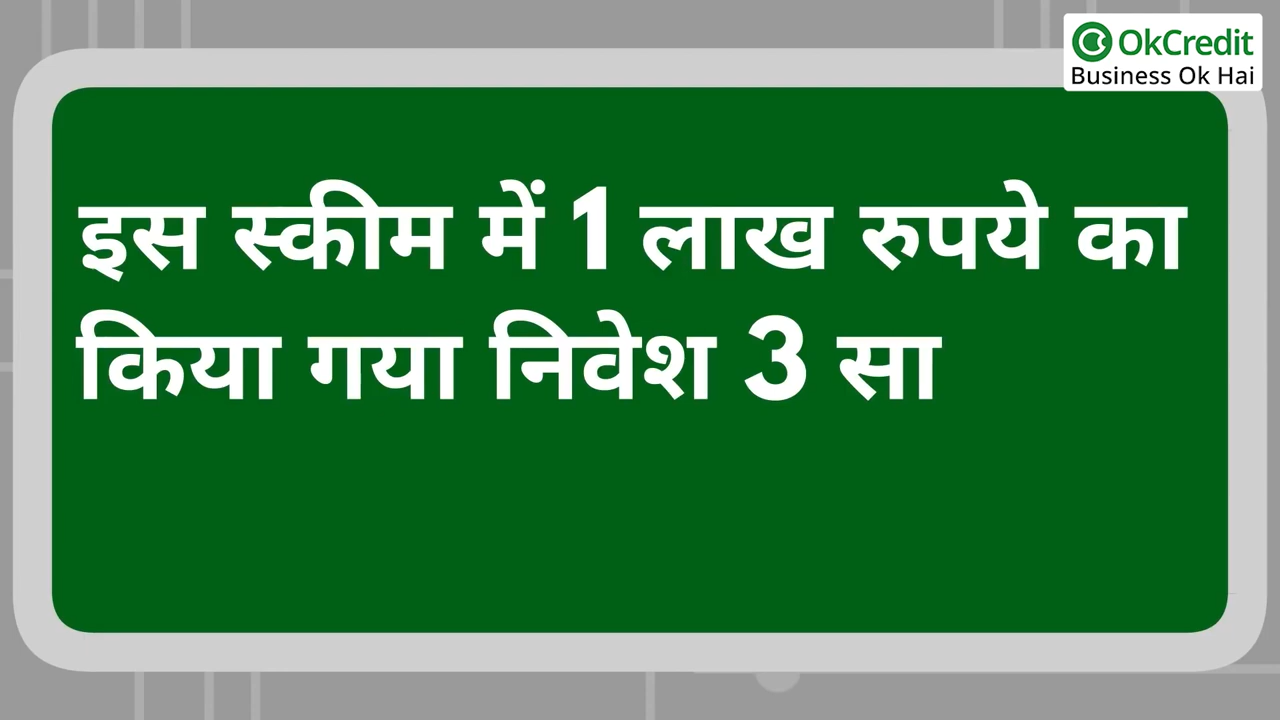 OkCredit
Business Ok Hai
इस स्कीम में 1 लाख रुपये का
किया गया निवेश 3 सा